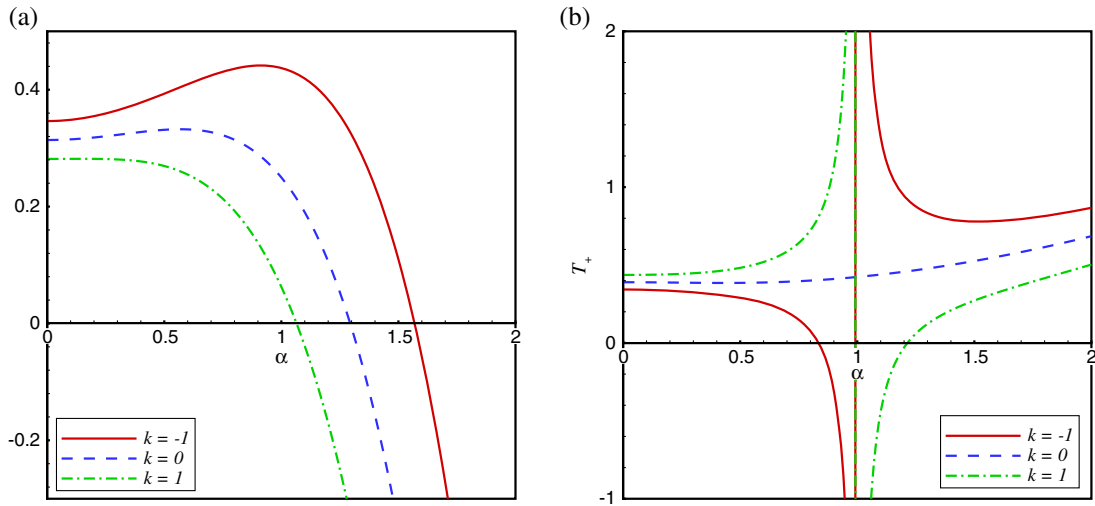 (a)
0.4
0.2
0
-0.2
0 0.5 1 1.5 2
α
k = -1
k = 0
k = 1
(b)
2
1
0
-1
T+
0 0.5 1 1.5 2
α
k = -1
k = 0
k = 1